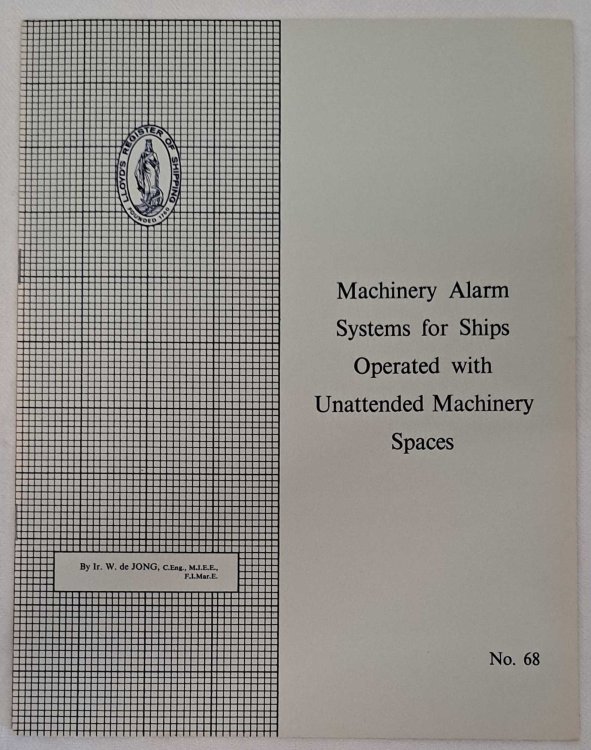 LLOYD'S REGISTER OF SHIPPING
FOUNDED 1760
Machinery Alarm
Systems for Ships
Operated with
Unattended Machinery
Spaces
By Ir. W. de JONG, C.Eng., M.I.E.E.,
F.I.Mar.E.
No. 68